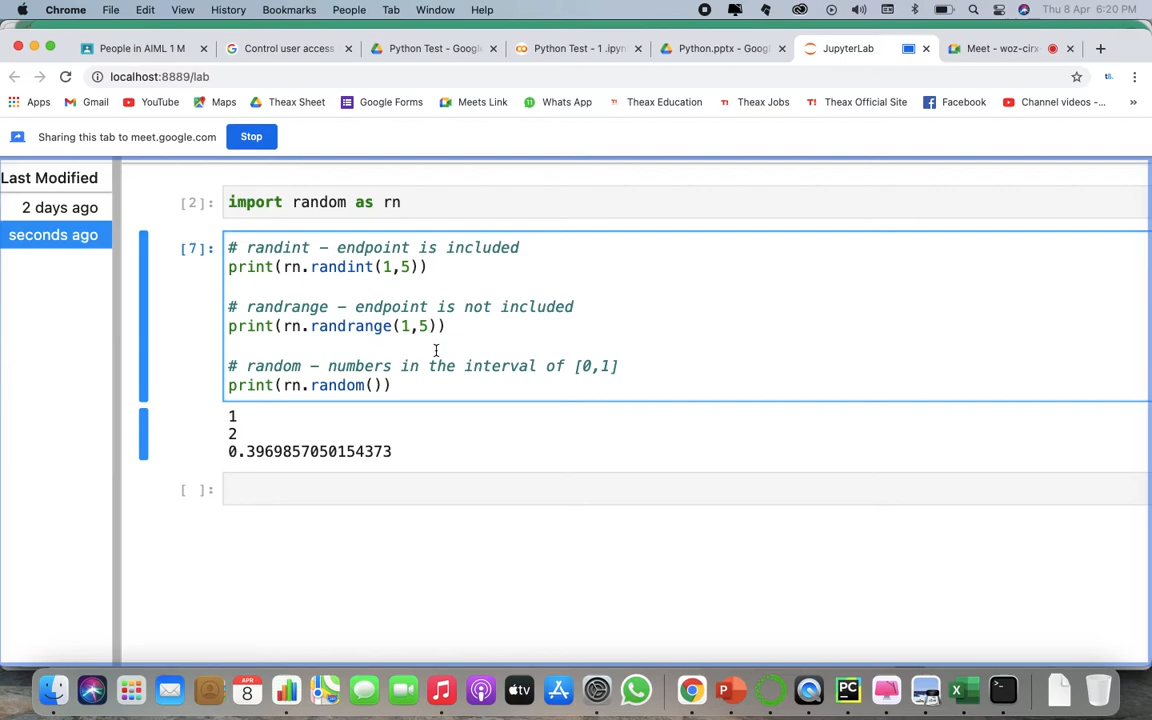 Chrome File Edit View History Bookmarks People Tab Window Help Thu 8 Apr 6:20 PM
People in AIML 1 M Control user access Python Test - Google Python Test - 1 .ipyn Python.pptx - Google JupyterLab Meet - woz-cirx
localhost:8889/lab
Apps Gmail YouTube Maps Theax Sheet Google Forms Meets Link Whats App Theax Education Theax Jobs Theax Official Site Facebook Channel videos -...
Sharing this tab to meet.google.com Stop
Last Modified
2 days ago
seconds ago
[2]: import random as rn
[7]: # randint – endpoint is included
print(rn.randint(1,5))
# randrange – endpoint is not included
print(rn.randrange(1,5))
# random – numbers in the interval of [0,1]
print(rn.random())
1
2
0.3969857050154373
[ ]:
APR
8
tv
P
PC
X